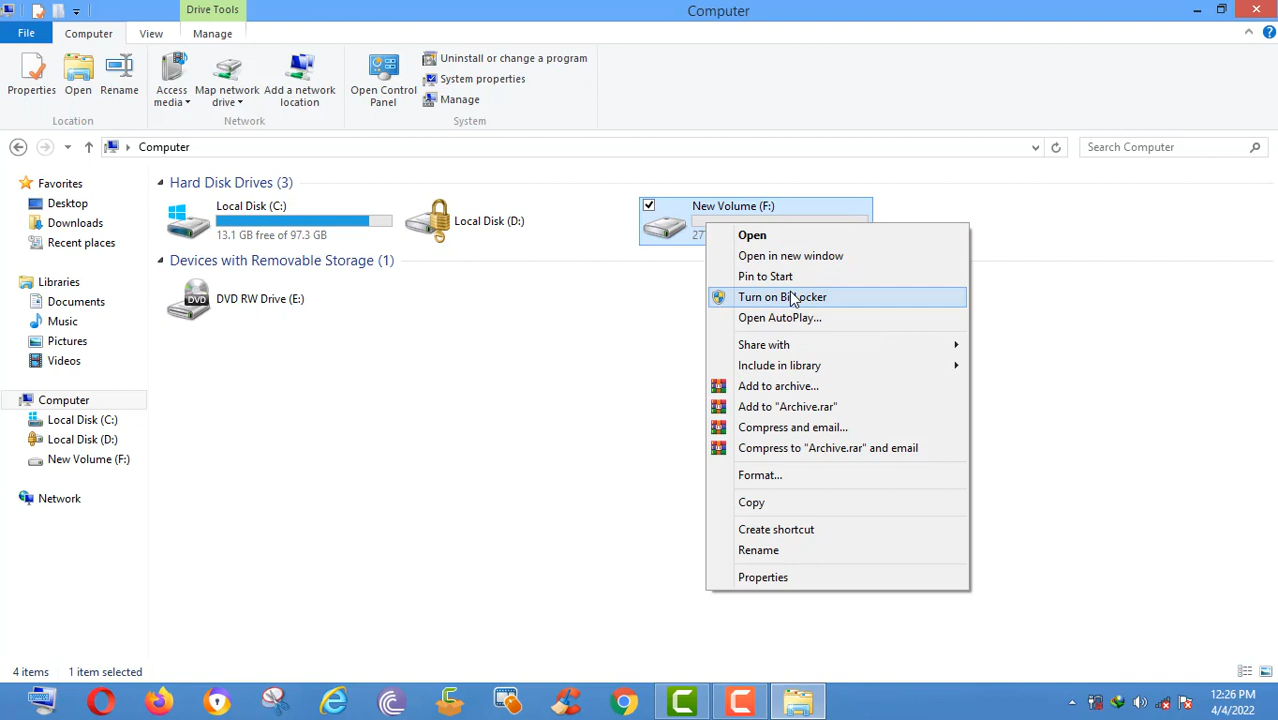 Drive Tools
Computer
File
Computer
View
Manage
Properties
Open
Rename
Access media
Map network drive
Add a network location
Open Control Panel
Uninstall or change a program
System properties
Manage
Location
Network
System
Computer
Search Computer
Favorites
Desktop
Downloads
Recent places
Libraries
Documents
Music
Pictures
Videos
Computer
Local Disk (C:)
Local Disk (D:)
New Volume (F:)
Network
Hard Disk Drives (3)
Local Disk (C:)
13.1 GB free of 97.3 GB
Local Disk (D:)
New Volume (F:)
Devices with Removable Storage (1)
DVD
DVD RW Drive (E:)
Open
Open in new window
Pin to Start
Turn on BitLocker
Open AutoPlay...
Share with
Include in library
Add to archive...
Add to "Archive.rar"
Compress and email...
Compress to "Archive.rar" and email
Format...
Copy
Create shortcut
Rename
Properties
4 items
1 item selected
12:26 PM
4/4/2022